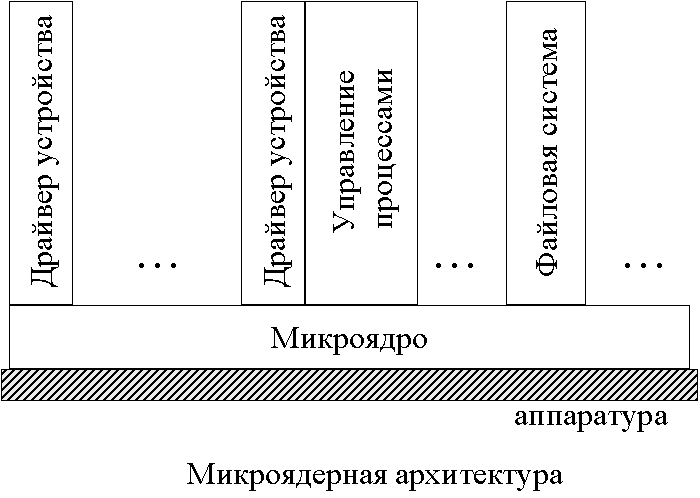 Драйвер устройства
...
Драйвер устройства
Управление
процессами
...
Файловая система
...
Микроядро
аппаратура
Микроядерная архитектура